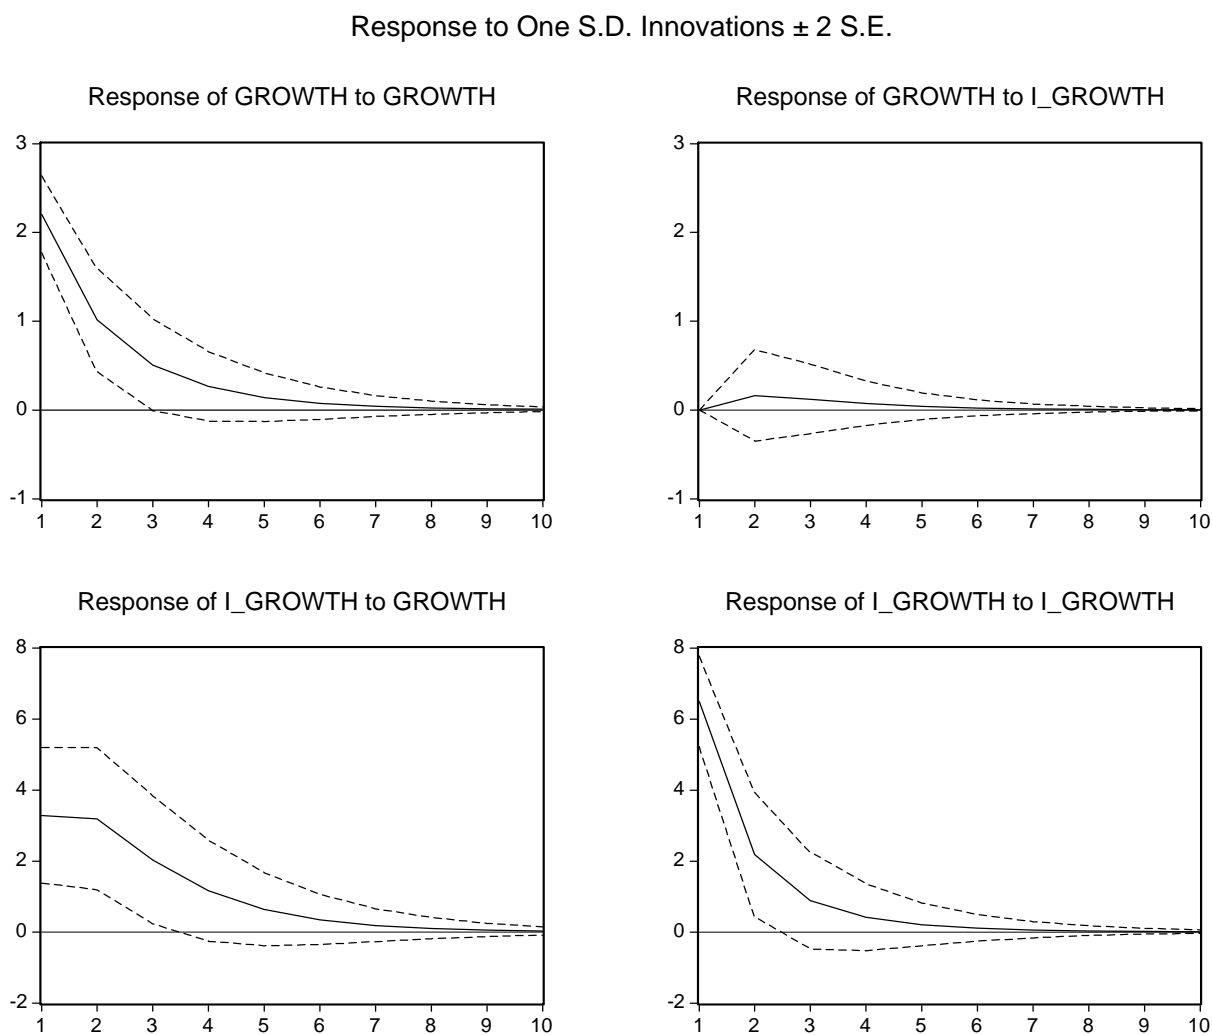 Response to One S.D. Innovations ± 2 S.E.
Response of GROWTH to GROWTH
3
2
1
0
-1
1 2 3 4 5 6 7 8 9 10
Response of GROWTH to I_GROWTH
3
2
1
0
-1
1 2 3 4 5 6 7 8 9 10
Response of I_GROWTH to GROWTH
8
6
4
2
0
-2
1 2 3 4 5 6 7 8 9 10
Response of I_GROWTH to I_GROWTH
8
6
4
2
0
-2
1 2 3 4 5 6 7 8 9 10